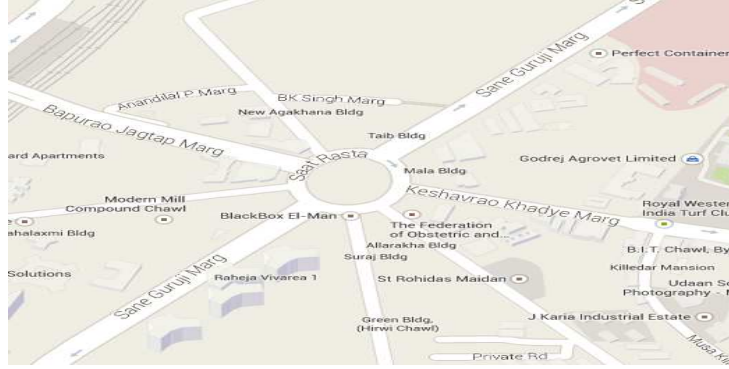 Sane Guruji Marg
Perfect Container
Anandilal P Marg
BK Singh Marg
New Agakhana Bldg
Bapurao Jagtap Marg
Taib Bldg
ard Apartments
Saat Rasta
Mala Bldg
Godrej Agrovet Limited
Keshavrao Khadye Marg
Modern Mill
Compound Chawl
BlackBox El-Man
Royal Wester
India Turf Clu
ahalaxmi Bldg
The Federation
of Obstetric and...
Allarakha Bldg
Suraj Bldg
B.I.T. Chawl, By
Killedar Mansion
Solutions
Sane Guruji Marg
Raheja Vivarea 1
St Rohidas Maidan
Udaan S
Photography -
Green Bldg,
(Hirwi Chawl)
J Karia Industrial Estate
Private Rd
Musa Kil